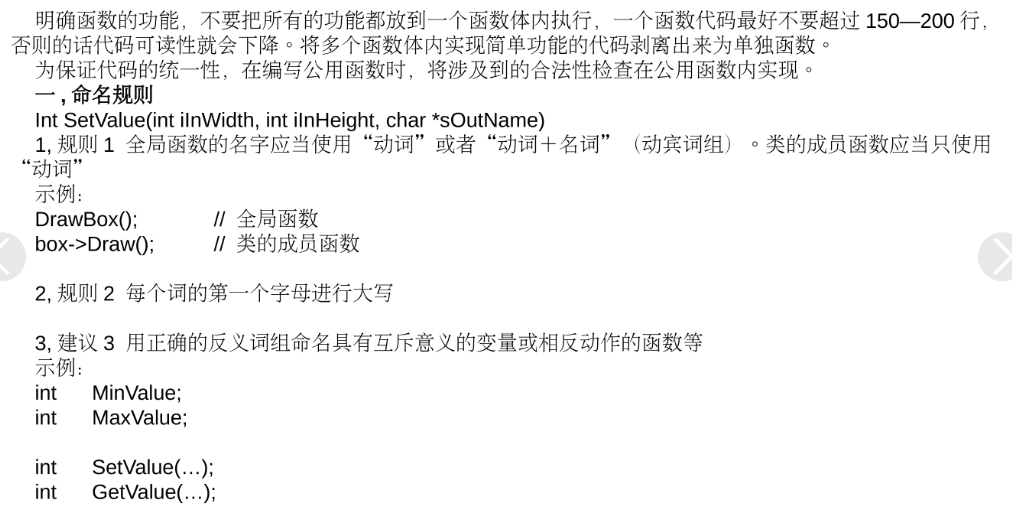 明确函数的功能，不要把所有的功能都放到一个函数体内执行，一个函数代码最好不要超过 150—200 行，
否则的话代码可读性就会下降。将多个函数体内实现简单功能的代码剥离出来为单独函数。
为保证代码的统一性，在编写公用函数时，将涉及到的合法性检查在公用函数内实现。
一 , 命名规则
Int SetValue(int iInWidth, int iInHeight, char *sOutName)
1, 规则 1 全局函数的名字应当使用“动词”或者“动词＋名词”（动宾词组）。类的成员函数应当只使用
“动词”
示例：
DrawBox(); // 全局函数
box->Draw(); // 类的成员函数
2, 规则 2 每个词的第一个字母进行大写
3, 建议 3 用正确的反义词组命名具有互斥意义的变量或相反动作的函数等
示例：
int MinValue;
int MaxValue;
int SetValue(…);
int GetValue(…);